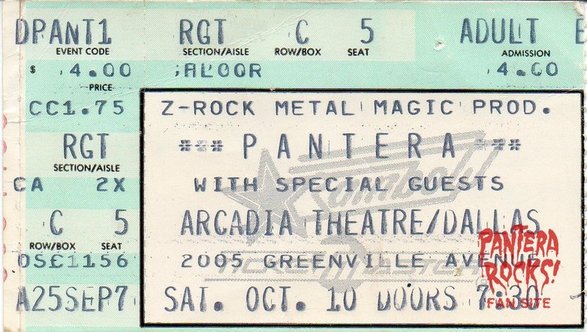 DPANT1 RGT C 5 ADULT
EVENT CODE SECTION/AISLE ROW/BOX SEAT ADMISSION
$ 4.00 4.00
PRICE
CC1.75
Z-ROCK METAL MAGIC PROD.
RGT
SECTION/AISLE
*** PANTERA ***
CA 2X
WITH SPECIAL GUESTS
C 5
ROW/BOX SEAT
ARCADIA THEATRE/DALLAS
2005 GREENVILLE AVENUE
A25SEP7
SAT. OCT. 10 DOORS 7:30
PANTERA
ROCKS!
FAN SITE